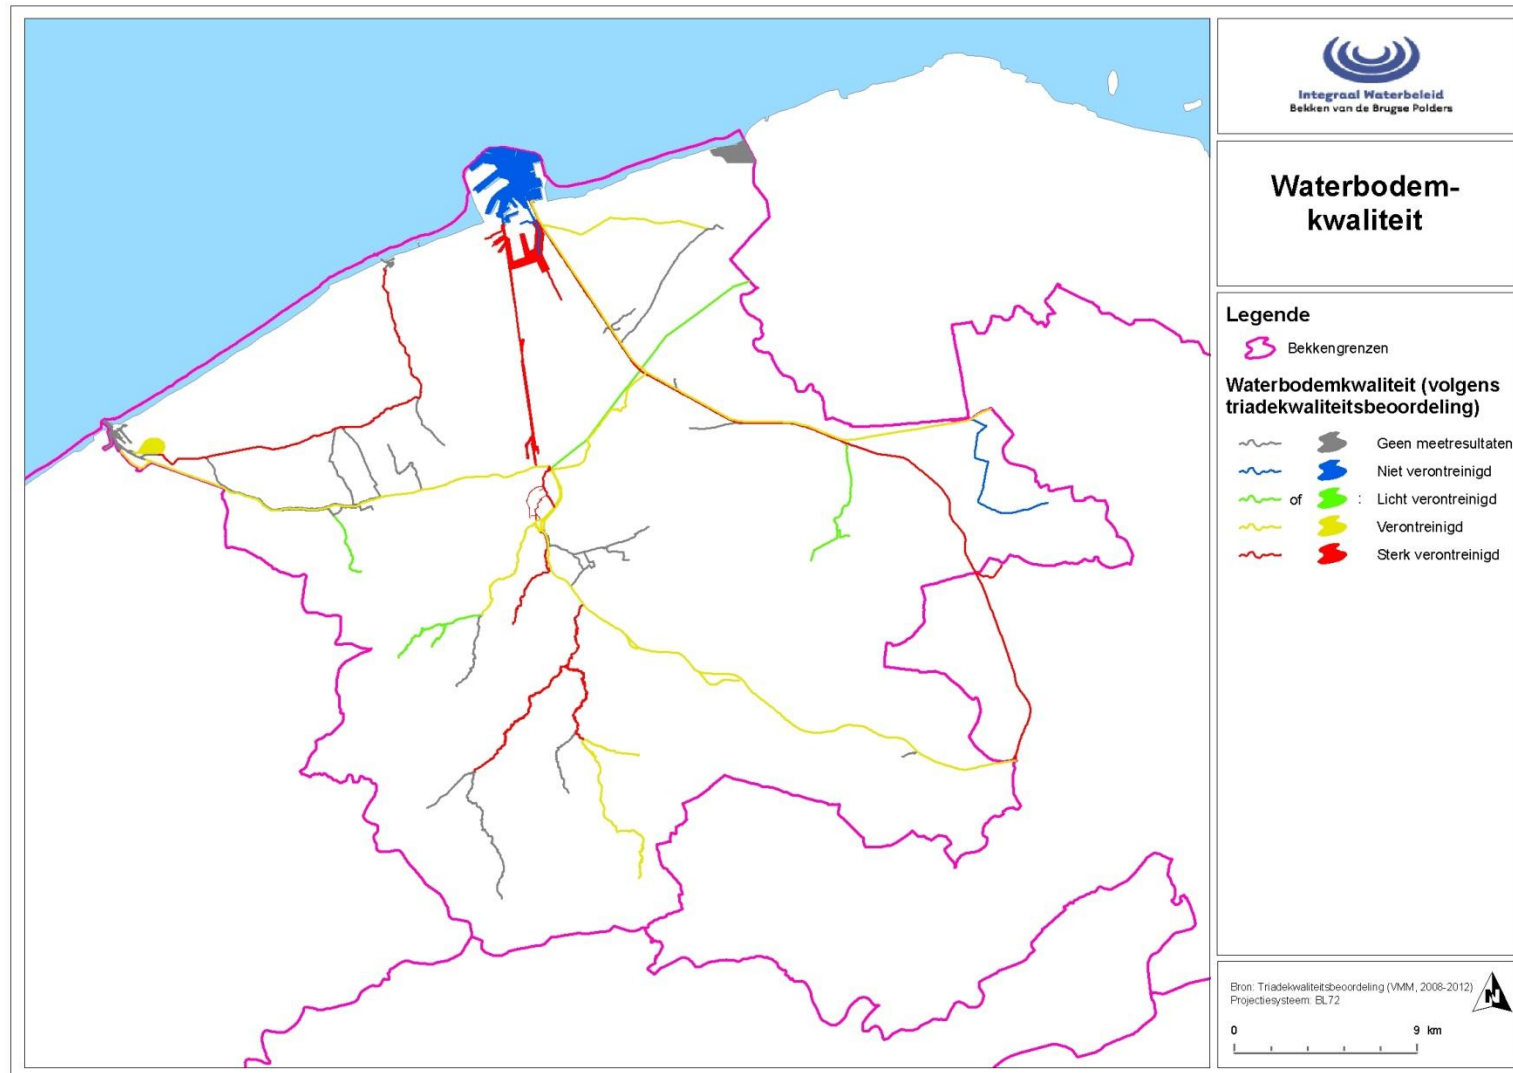 Integraal Waterbeleid
Bekken van de Brugse Polders
Waterbodem-
kwaliteit
Legende
Bekkengrenzen
Waterbodemkwaliteit (volgens
triadekwaliteitsbeoordeling)
Geen meetresultaten
Niet verontreinigd
of : Licht verontreinigd
Verontreinigd
Sterk verontreinigd
Bron: Triadekwaliteitsbeoordeling (VMM, 2008-2012)
Projectiesysteem: BL72
N
0 9 km